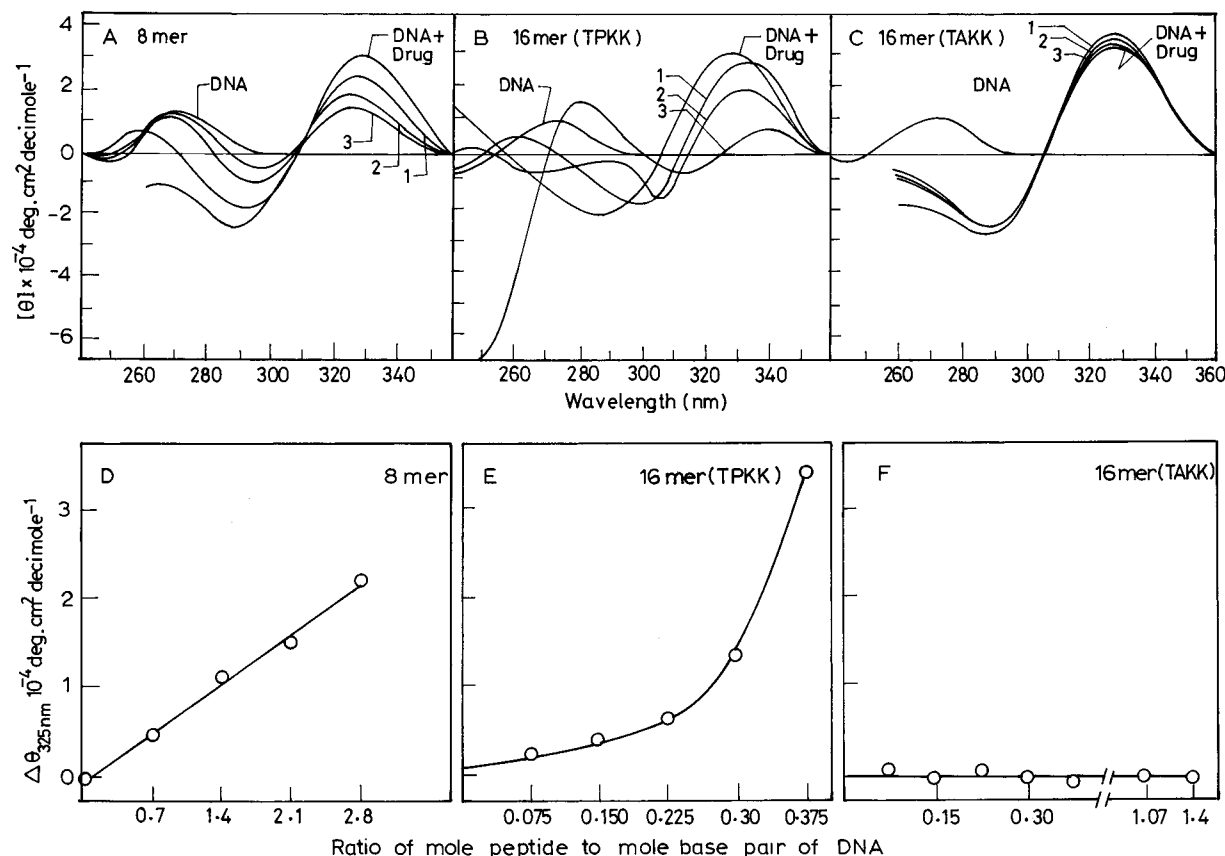 A 8 mer
DNA
DNA+
Drug
3
2
1
B 16 mer (TPKK)
DNA
DNA+
Drug
1
2
3
C 16 mer (TAKK)
1
2
3
DNA+
Drug
DNA
4
2
0
-2
-4
-6
[θ] x 10⁻⁴ deg. cm² decimole⁻¹
260 280 300 320 340
260 280 300 320 340
260 280 300 320 340 360
Wavelength (nm)
D 8 mer
E 16 mer (TPKK)
F 16 mer (TAKK)
3
2
1
0
Δθ325nm 10⁻⁴ deg. cm² decimole⁻¹
0.7 1.4 2.1 2.8
0.075 0.150 0.225 0.30 0.375
0.15 0.30 1.07 1.4
Ratio of mole peptide to mole base pair of DNA